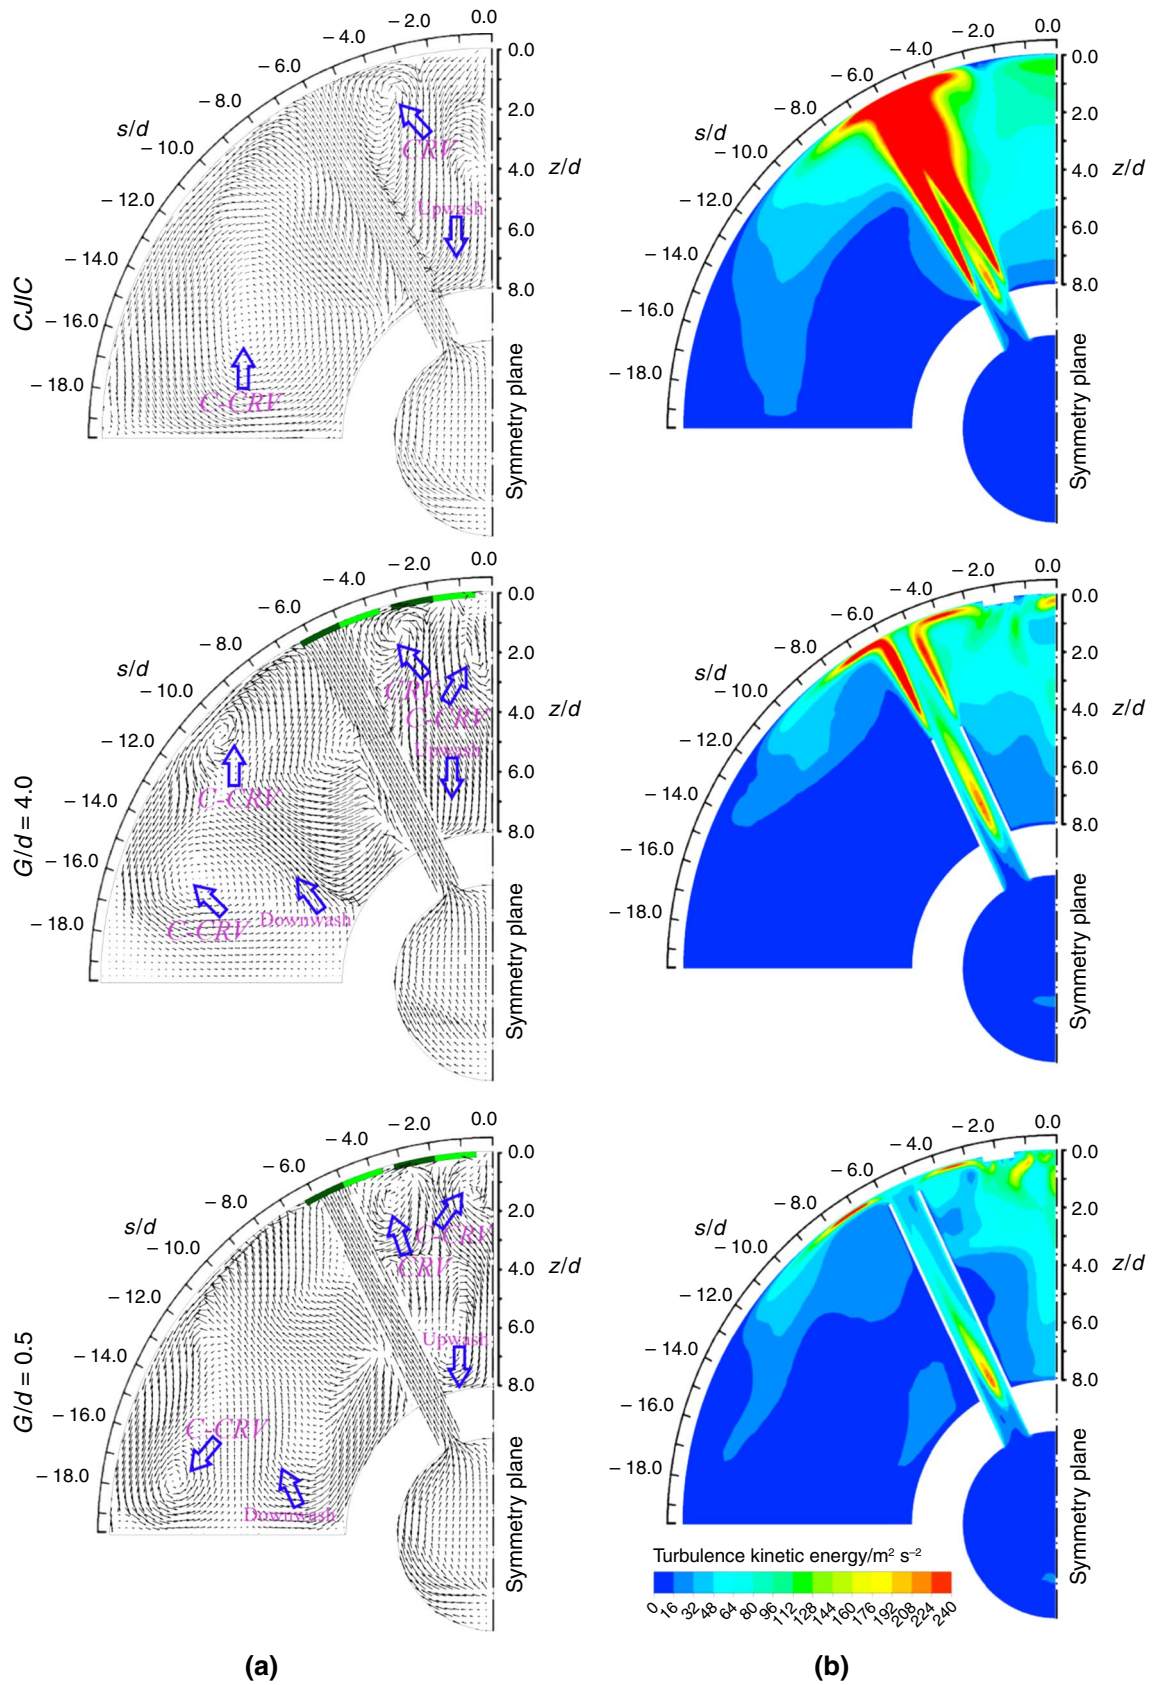 0.0
– 2.0
– 4.0
– 6.0
– 8.0
s/d
– 10.0
– 12.0
– 14.0
– 16.0
– 18.0
0.0
2.0
4.0
z/d
6.0
8.0
CRV
Upwash
C-CRV
CJIC
Symmetry plane
0.0
– 2.0
– 4.0
– 6.0
– 8.0
s/d
– 10.0
– 12.0
– 14.0
– 16.0
– 18.0
0.0
2.0
4.0
z/d
6.0
8.0
Symmetry plane
0.0
– 2.0
– 4.0
– 6.0
– 8.0
s/d
– 10.0
– 12.0
– 14.0
– 16.0
– 18.0
0.0
2.0
4.0
z/d
6.0
8.0
CRV
C-CRV
Upwash
C-CRV
C-CRV
Downwash
G/d = 4.0
Symmetry plane
0.0
– 2.0
– 4.0
– 6.0
– 8.0
s/d
– 10.0
– 12.0
– 14.0
– 16.0
– 18.0
0.0
2.0
4.0
z/d
6.0
8.0
Symmetry plane
0.0
– 2.0
– 4.0
– 6.0
– 8.0
s/d
– 10.0
– 12.0
– 14.0
– 16.0
– 18.0
0.0
2.0
4.0
z/d
6.0
8.0
C-CRV
CRV
Upwash
C-CRV
Downwash
G/d = 0.5
Symmetry plane
0.0
– 2.0
– 4.0
– 6.0
– 8.0
s/d
– 10.0
– 12.0
– 14.0
– 16.0
– 18.0
0.0
2.0
4.0
z/d
6.0
8.0
Symmetry plane
Turbulence kinetic energy/m² s⁻²
0 16 32 48 64 80 96 112 128 144 160 176 192 208 224 240
(a)
(b)